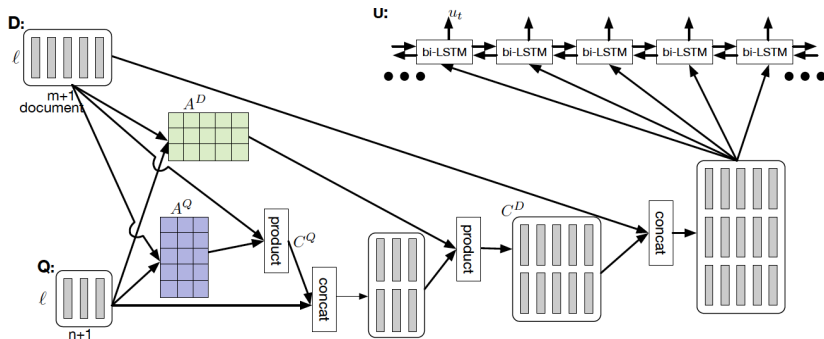 D:
ℓ
m+1
document
U:
u_t
bi-LSTM bi-LSTM bi-LSTM bi-LSTM bi-LSTM
A^D
A^Q
product
C^Q
concat
product
C^D
concat
Q:
ℓ
n+1